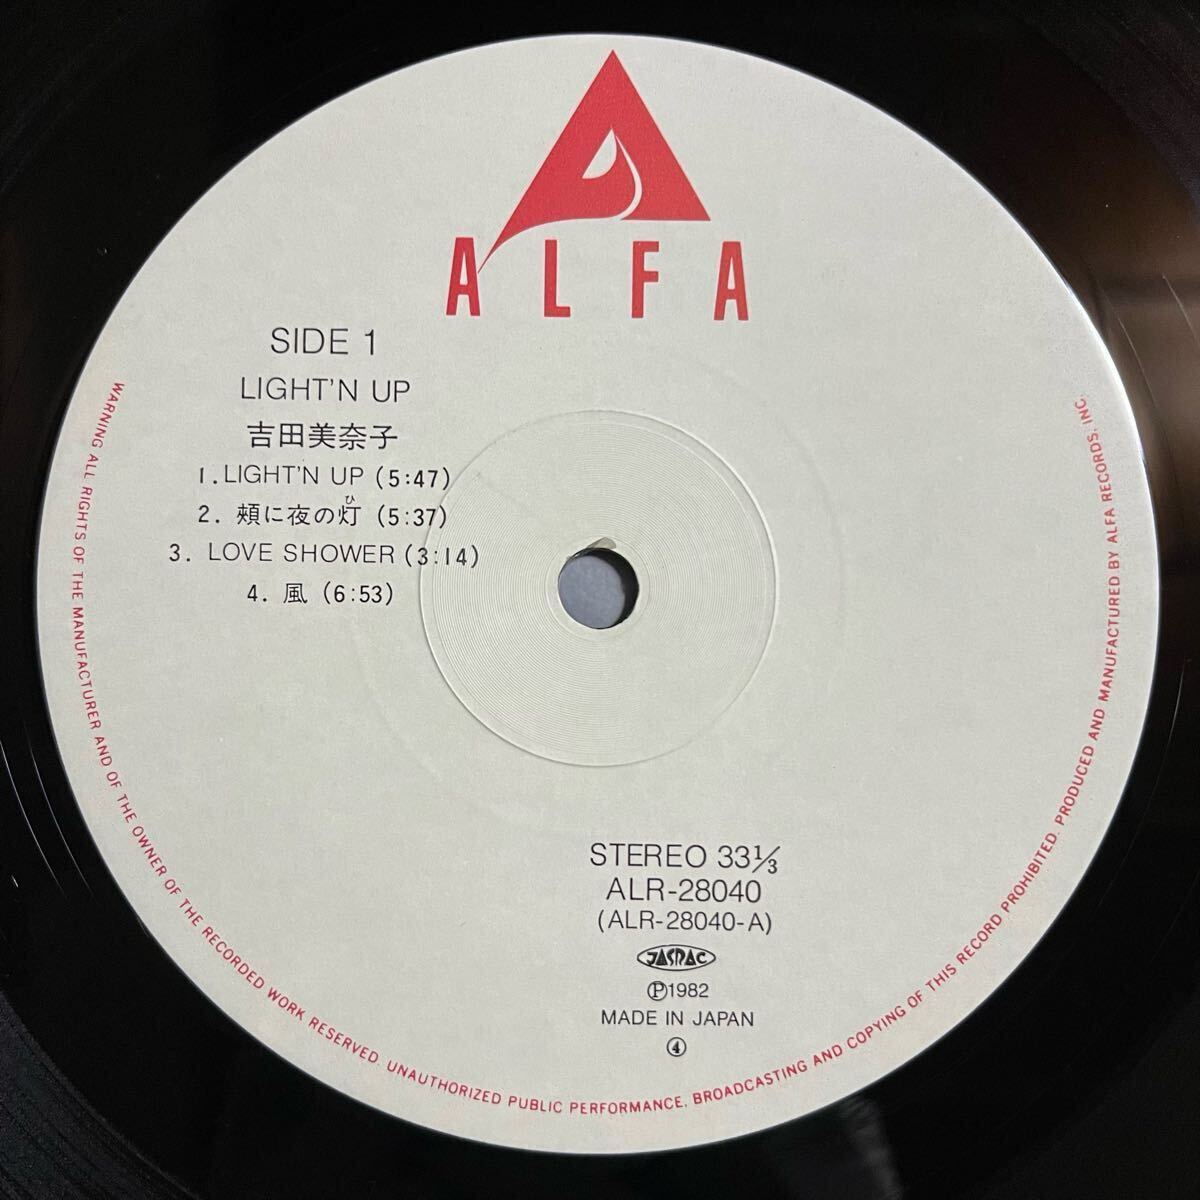 ALFA
SIDE 1
LIGHT'N UP
吉田美奈子
1. LIGHT'N UP (5:47)
2. 頬に夜の灯 (5:37)
ひ
3. LOVE SHOWER (3:14)
4. 風 (6:53)
STEREO 33⅓
ALR-28040
(ALR-28040-A)
JASRAC
Ⓟ1982
MADE IN JAPAN
④
WARNING ALL RIGHTS OF THE MANUFACTURER AND OF THE OWNER OF THE RECORDED WORK RESERVED. UNAUTHORIZED PUBLIC PERFORMANCE, BROADCASTING AND COPYING OF THIS RECORD PROHIBITED. PRODUCED AND MANUFACTURED BY ALFA RECORDS, INC.